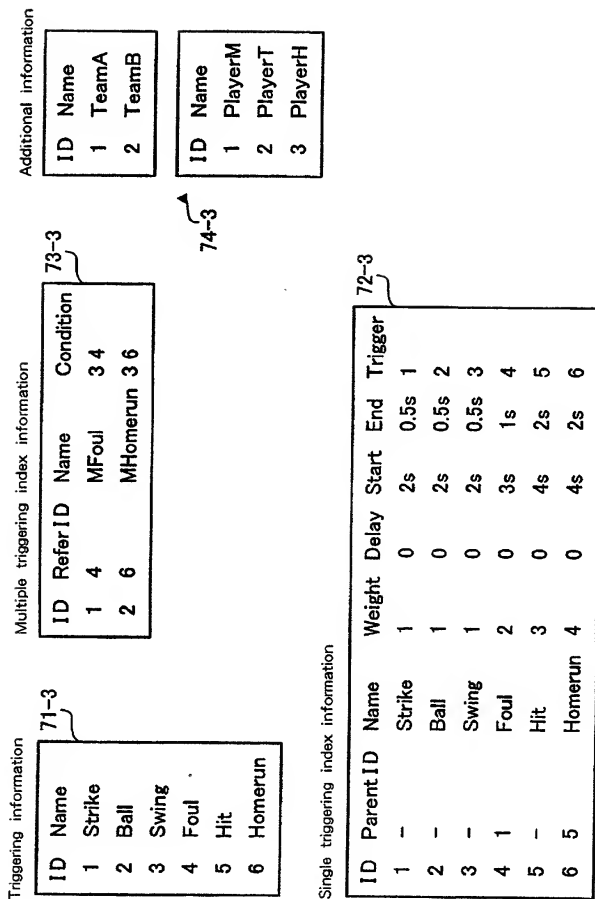 Triggering information
71-3
ID Name
1 Strike
2 Ball
3 Swing
4 Foul
5 Hit
6 Homerun
Multiple triggering index information
73-3
ID ReferID Name Condition
1 4 MFoul 3 4
2 6 MHomerun 3 6
Additional information
ID Name
1 TeamA
2 TeamB
74-3
ID Name
1 PlayerM
2 PlayerT
3 PlayerH
Single triggering index information
72-3
ID ParentID Name Weight Delay Start End Trigger
1 – Strike 1 0 2s 0.5s 1
2 – Ball 1 0 2s 0.5s 2
3 – Swing 1 0 2s 0.5s 3
4 1 Foul 2 0 3s 1s 4
5 – Hit 3 0 4s 2s 5
6 5 Homerun 4 0 4s 2s 6